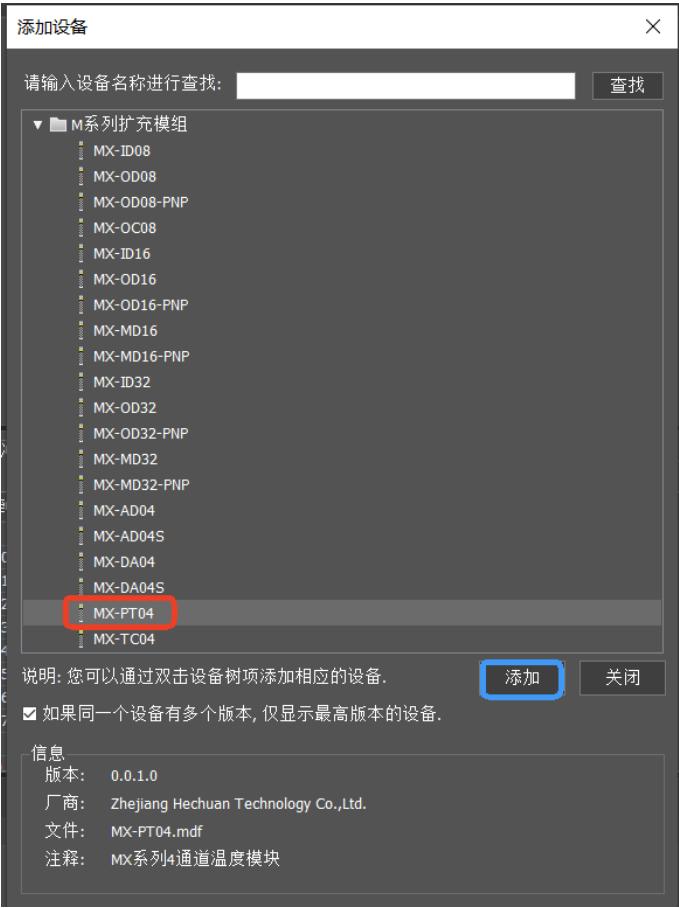 添加设备
请输入设备名称进行查找:
查找
M系列扩充模组
MX-ID08
MX-OD08
MX-OD08-PNP
MX-OC08
MX-ID16
MX-OD16
MX-OD16-PNP
MX-MD16
MX-MD16-PNP
MX-ID32
MX-OD32
MX-OD32-PNP
MX-MD32
MX-MD32-PNP
MX-AD04
MX-AD04S
MX-DA04
MX-DA04S
MX-PT04
MX-TC04
说明: 您可以通过双击设备树项添加相应的设备.
添加
关闭
如果同一个设备有多个版本, 仅显示最高版本的设备.
信息
版本: 0.0.1.0
厂商: Zhejiang Hechuan Technology Co.,Ltd.
文件: MX-PT04.mdf
注释: MX系列4通道温度模块